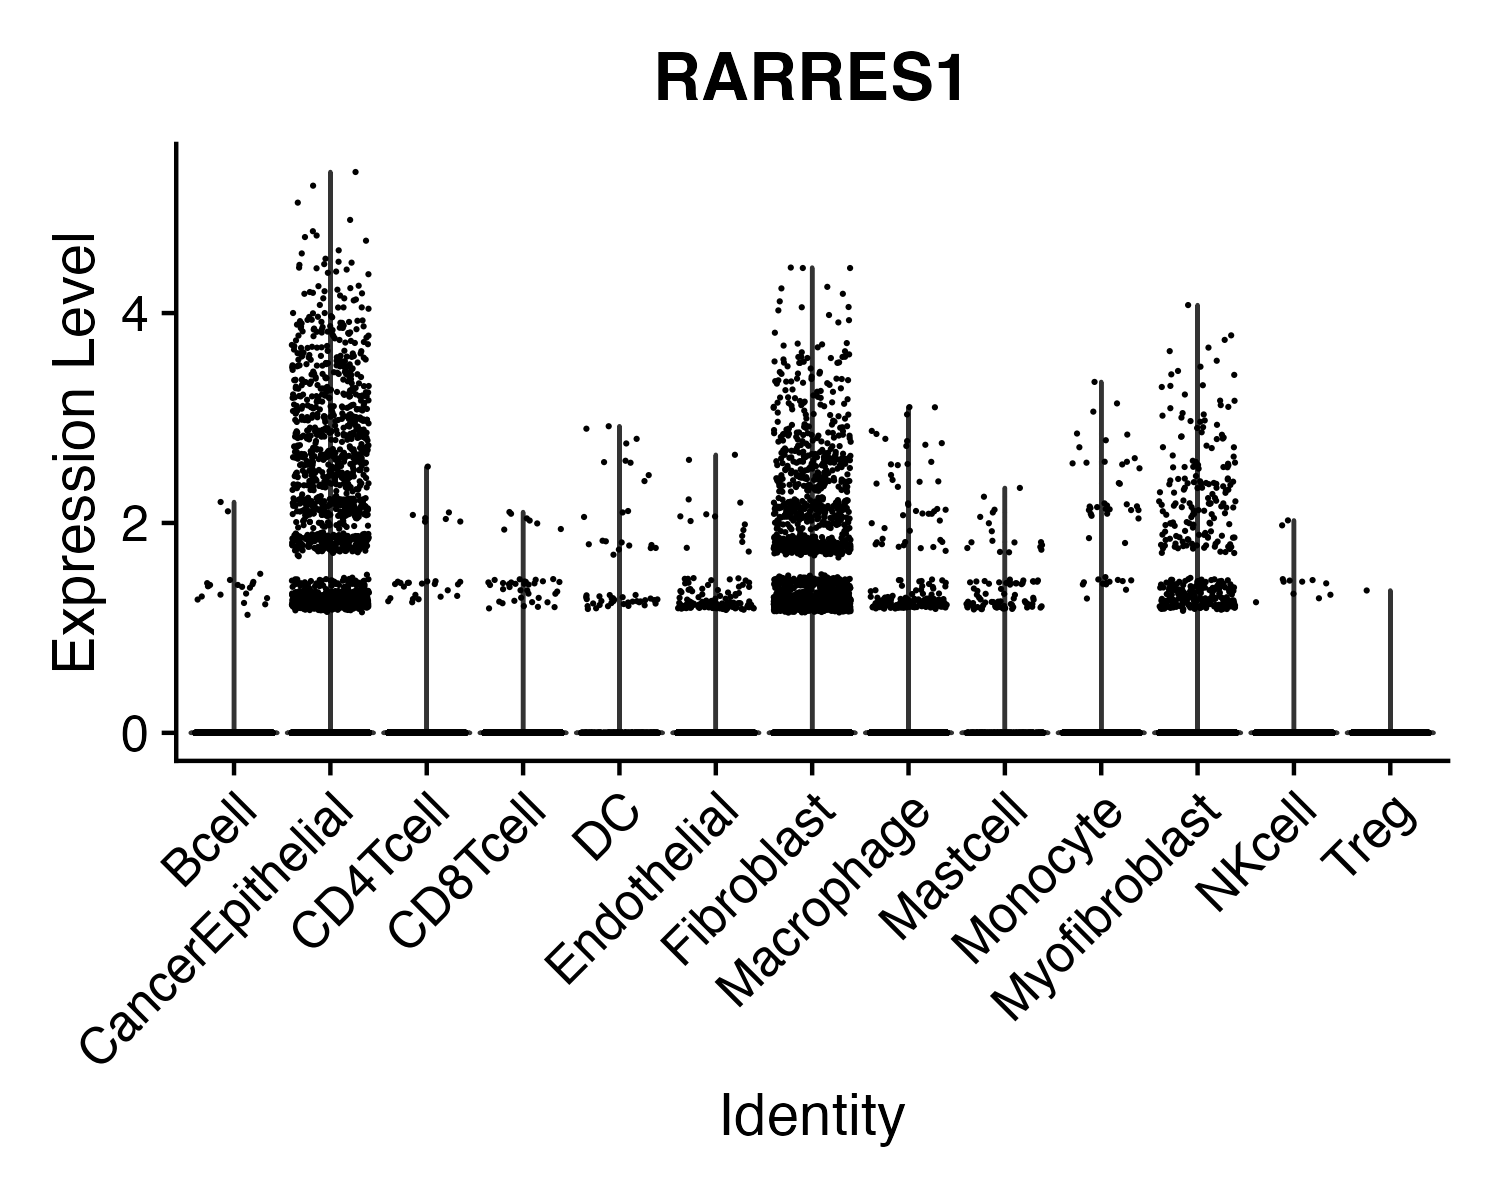 RARRES1
Expression Level
4
2
0
Bcell
CancerEpithelial
CD4Tcell
CD8Tcell
DC
Endothelial
Fibroblast
Macrophage
Mastcell
Monocyte
Myofibroblast
NKcell
Treg
Identity